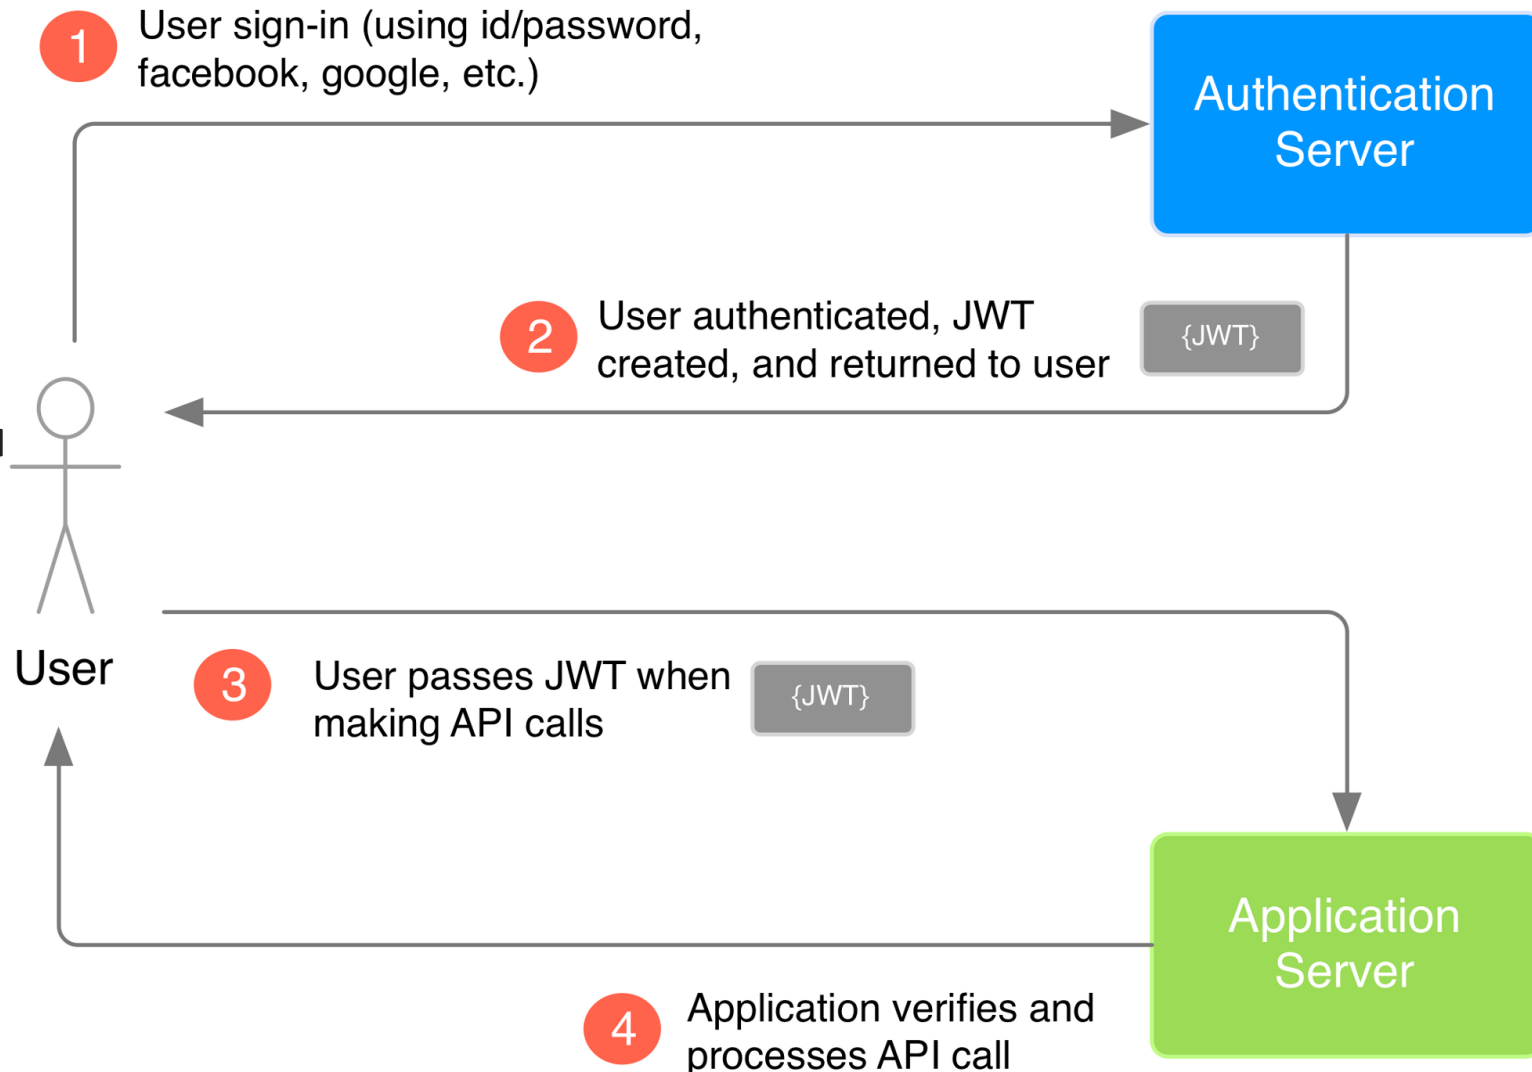 1
User sign-in (using id/password,
facebook, google, etc.)
Authentication
Server
2
User authenticated, JWT
created, and returned to user
{JWT}
User
3
User passes JWT when
making API calls
{JWT}
Application
Server
4
Application verifies and
processes API call